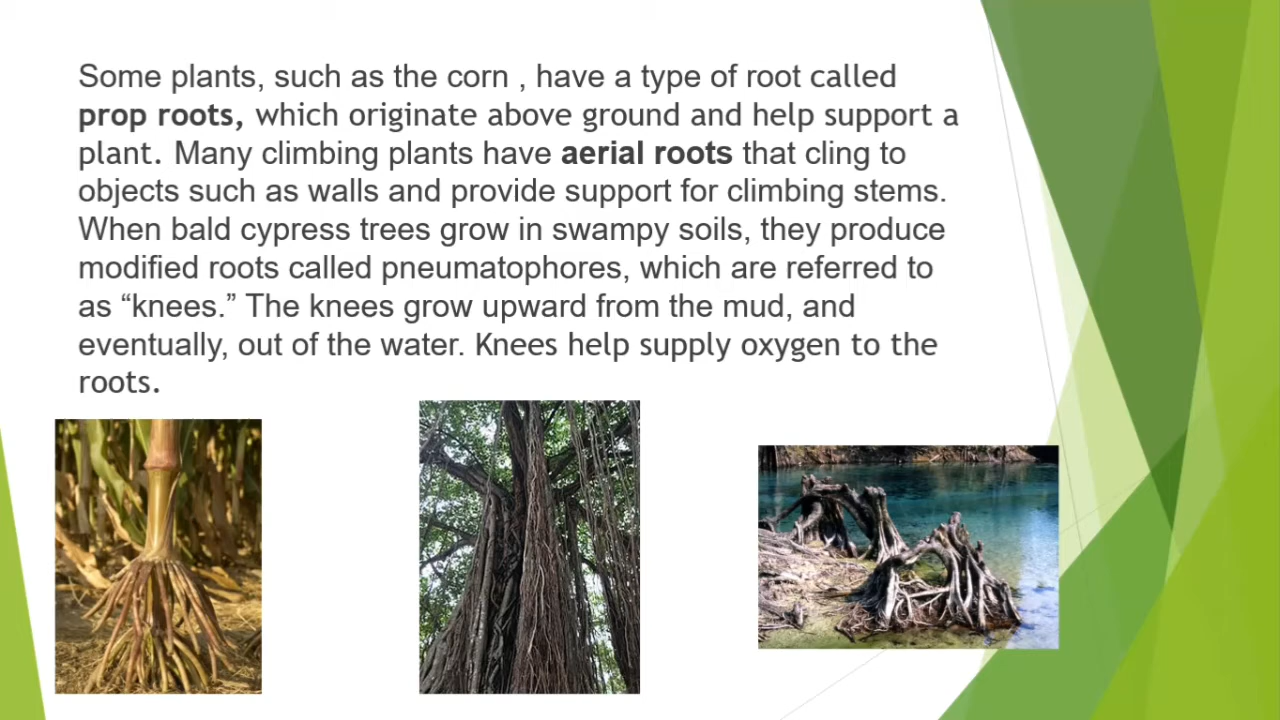 Some plants, such as the corn , have a type of root called
prop roots, which originate above ground and help support a
plant. Many climbing plants have aerial roots that cling to
objects such as walls and provide support for climbing stems.
When bald cypress trees grow in swampy soils, they produce
modified roots called pneumatophores, which are referred to
as “knees.” The knees grow upward from the mud, and
eventually, out of the water. Knees help supply oxygen to the
roots.